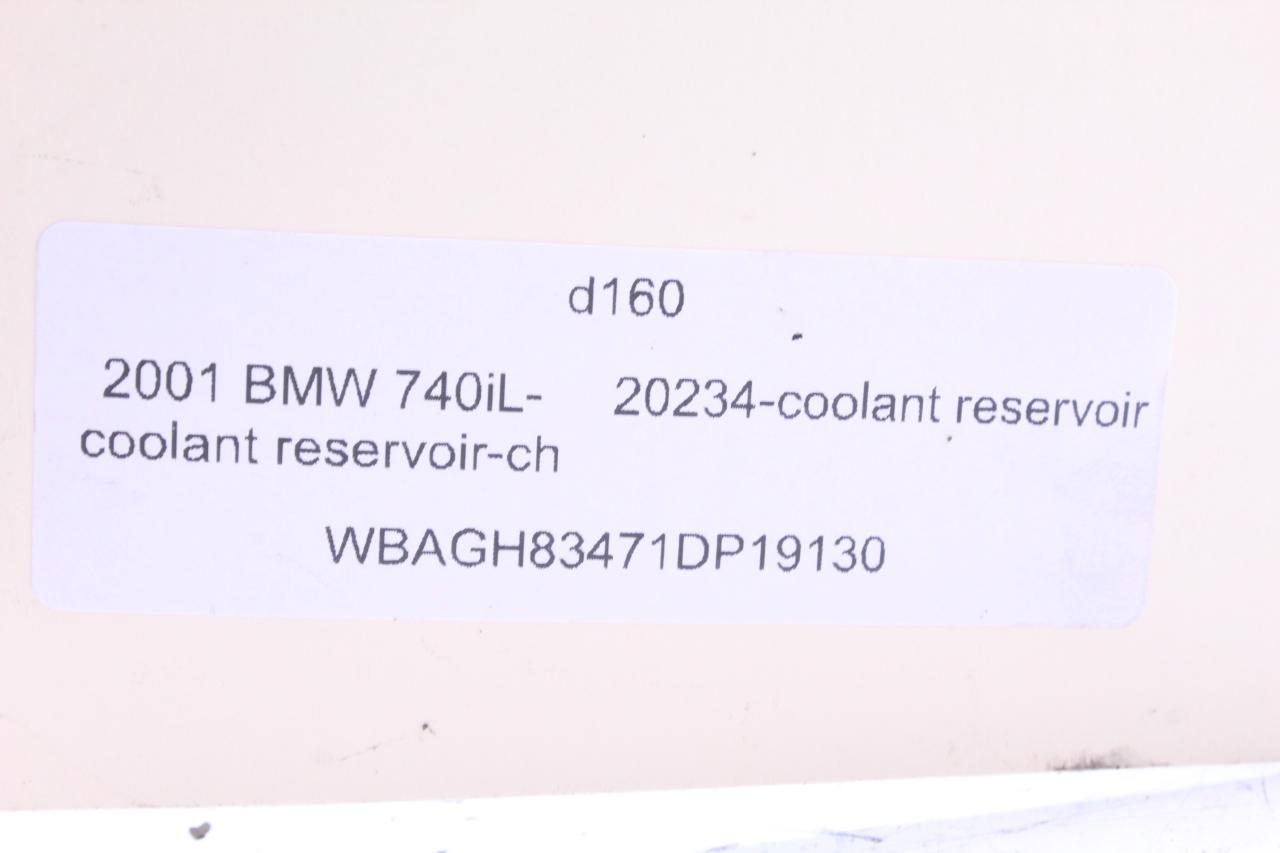 d160
2001 BMW 740iL- 20234-coolant reservoir
coolant reservoir-ch
WBAGH83471DP19130